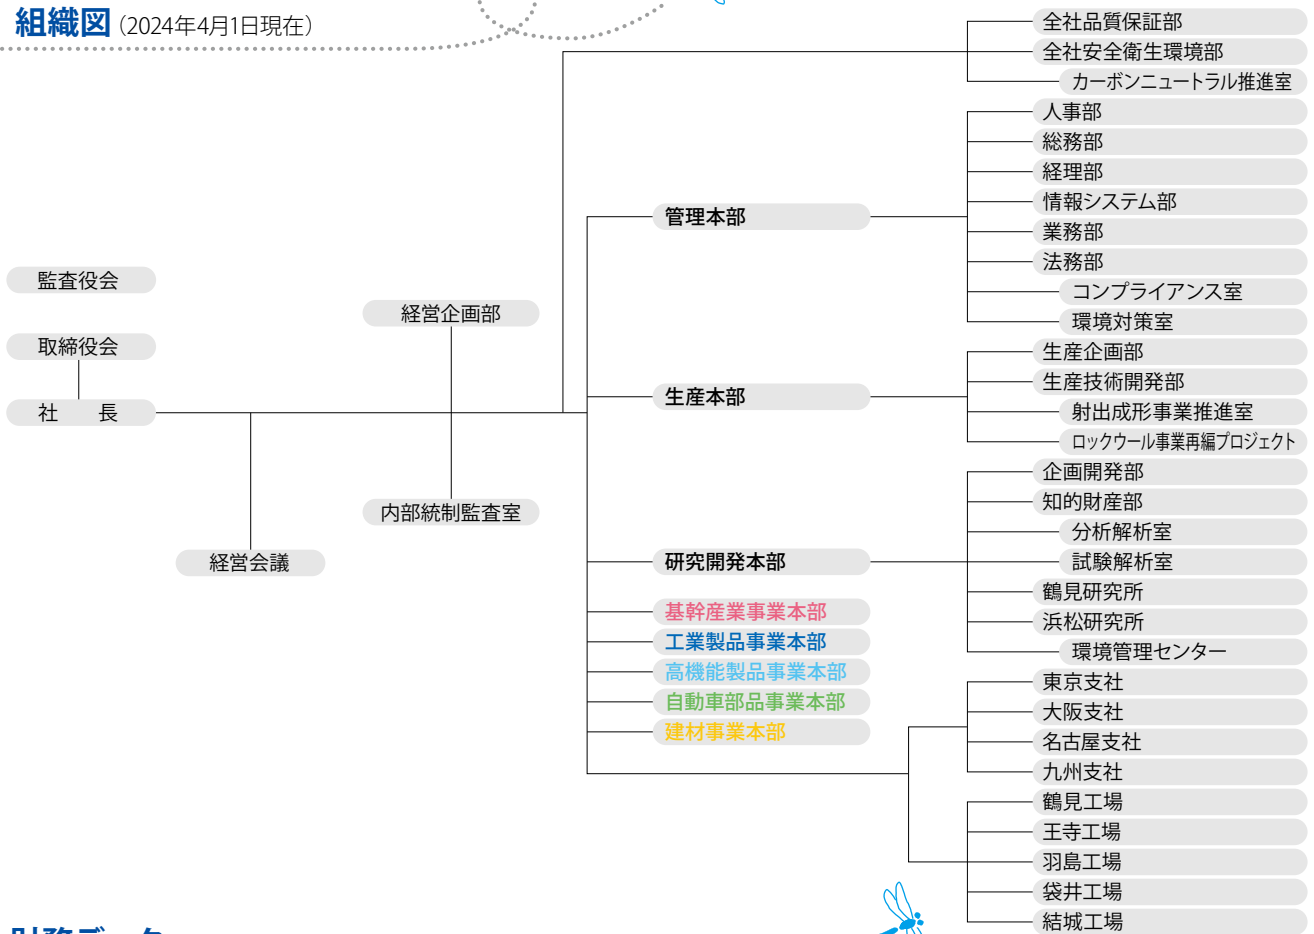 組織図(2024年4月1日現在)
監査役会
取締役会
社　長
経営会議
経営企画部
内部統制監査室
全社品質保証部
全社安全衛生環境部
カーボンニュートラル推進室
管理本部
人事部
総務部
経理部
情報システム部
業務部
法務部
コンプライアンス室
環境対策室
生産本部
生産企画部
生産技術開発部
射出成形事業推進室
ロックウール事業再編プロジェクト
研究開発本部
企画開発部
知的財産部
分析解析室
試験解析室
鶴見研究所
浜松研究所
環境管理センター
基幹産業事業本部
工業製品事業本部
高機能製品事業本部
自動車部品事業本部
建材事業本部
東京支社
大阪支社
名古屋支社
九州支社
鶴見工場
王寺工場
羽島工場
袋井工場
結城工場